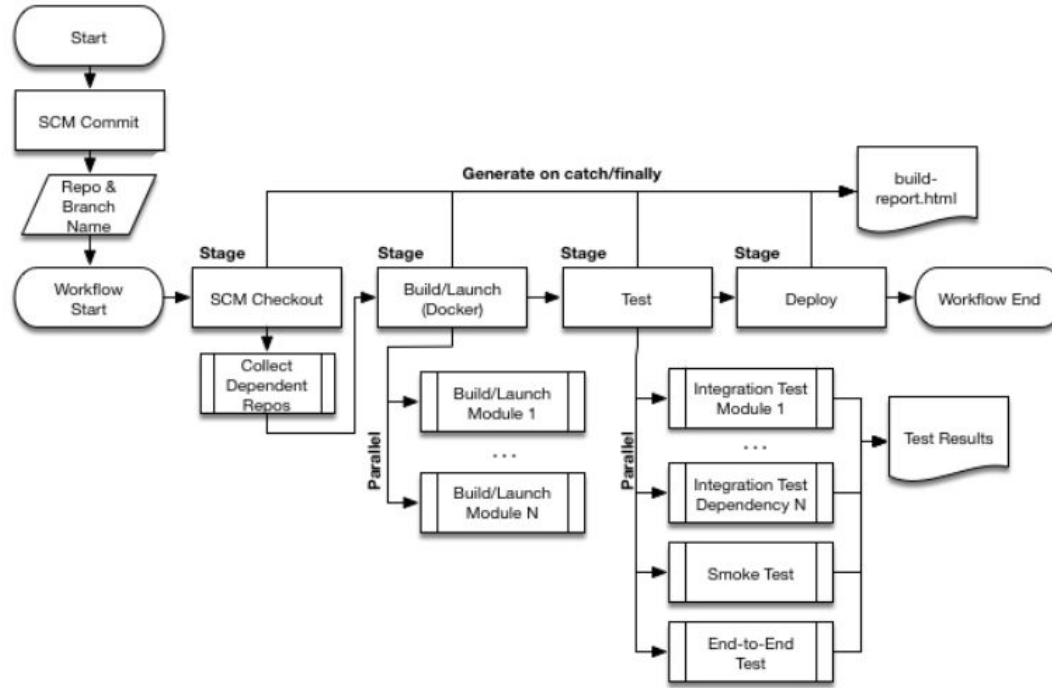 Start
SCM Commit
Repo &
Branch
Name
Workflow
Start
Generate on catch/finally
build-
report.html
Stage
SCM Checkout
Collect
Dependent
Repos
Stage
Build/Launch
(Docker)
Parallel
Build/Launch
Module 1
...
Build/Launch
Module N
Stage
Test
Parallel
Integration Test
Module 1
...
Integration Test
Dependency N
Smoke Test
End-to-End
Test
Test Results
Stage
Deploy
Workflow End